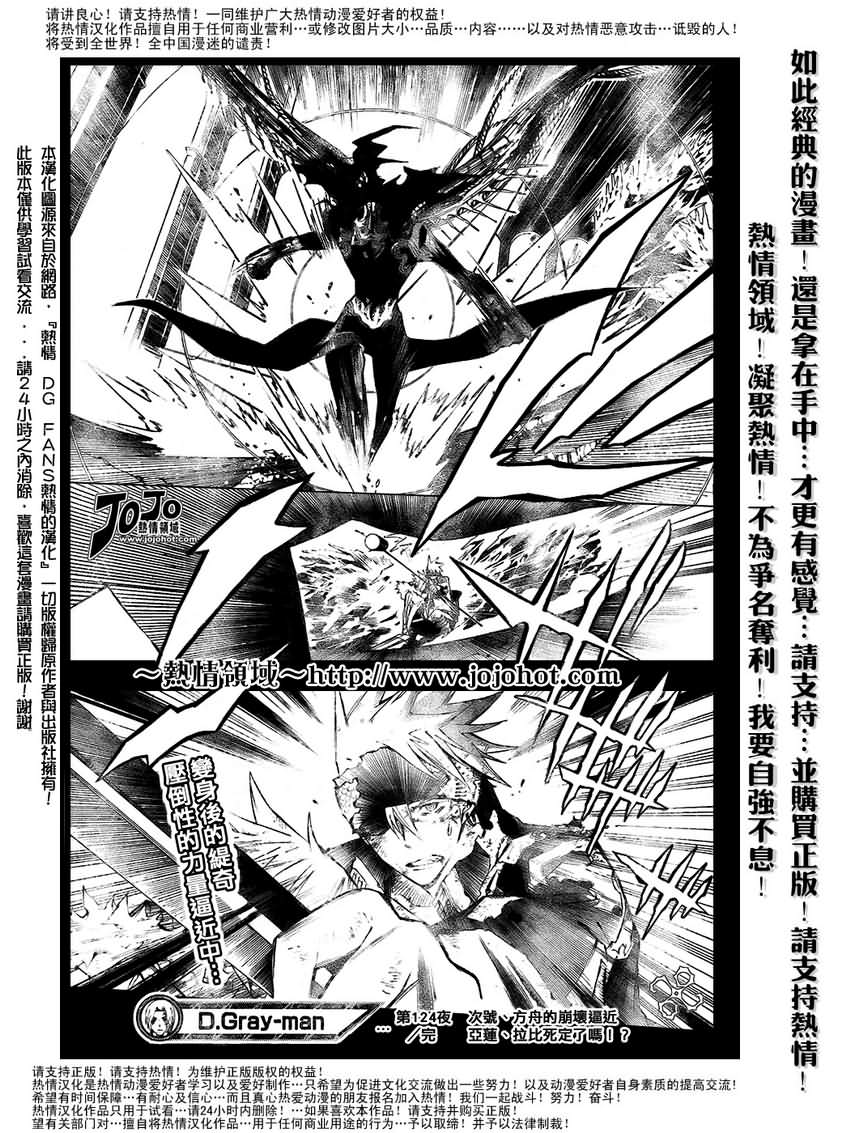 请讲良心！请支持热情！一同维护广大热情动漫爱好者的权益！
将热情汉化作品擅自用于任何商业营利…或修改图片大小…品质…内容……以及对热情恶意攻击…诋毁的人！
将受到全世界！全中国漫迷的谴责！
如此經典的漫畫！還是拿在手中…才更有感覺…請支持…並購買正版！請支持熱情！
熱情領域！凝聚熱情！不為爭名奪利！我要自強不息！
本漢化圖源來自於網路．『熱情 DG FANS熱情的漢化』一切版權歸原作者與出版社擁有！
此版本僅供學習試看交流...請24小時之內消除．喜歡這套漫畫請購買正版！謝謝
JOJO
熱情領域
www.jojohot.com
～熱情領域～http://www.jojohot.com
變身後的緹奇
壓倒性的力量逼近中…
D.Gray-man
… 第124夜／完
次號、方舟的崩壞逼近
亞蓮、拉比死定了嗎！？
请支持正版！请支持热情！为维护正版版权的权益！
热情汉化是热情动漫爱好者学习以及爱好制作…只希望为促进文化交流做出一些努力！以及动漫爱好者自身素质的提高交流！
希望有时间保障…有耐心及信心…而且真心热爱动漫的朋友报名加入热情！我们一起战斗！努力！奋斗！
热情汉化作品只用于试看…请24小时内删除！…如果喜欢本作品！请支持并购买正版！
望有关部门对…擅自将热情汉化作品…用于任何商业用途的行为…予以取缔！并予以法律制裁！